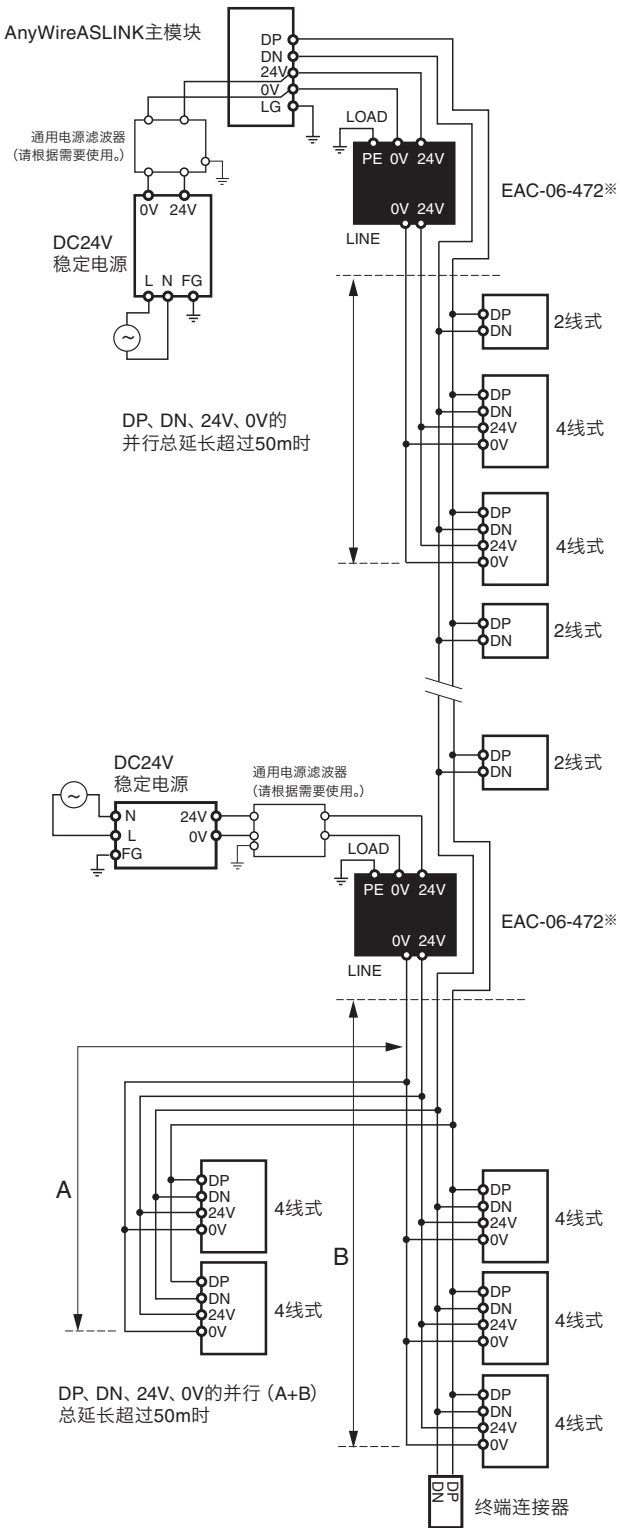 AnyWireASLINK主模块
DP
DN
24V
0V
LG
通用电源滤波器
（请根据需要使用。）
0V 24V
DC24V
稳定电源
L N FG
~
LOAD
PE 0V 24V
0V 24V
LINE
EAC-06-472※
DP
DN
2线式
DP
DN
24V
0V
4线式
DP、DN、24V、0V的
并行总延长超过50m时
DP
DN
24V
0V
4线式
DP
DN
2线式
DP
DN
2线式
DC24V
稳定电源
通用电源滤波器
（请根据需要使用。）
~
N
L
FG
24V
0V
LOAD
PE 0V 24V
0V 24V
LINE
EAC-06-472※
A
B
DP
DN
24V
0V
4线式
DP
DN
24V
0V
4线式
DP
DN
24V
0V
4线式
DP
DN
24V
0V
4线式
DP
DN
24V
0V
4线式
DP、DN、24V、0V的并行（A+B）
总延长超过50m时
DP
DN
终端连接器